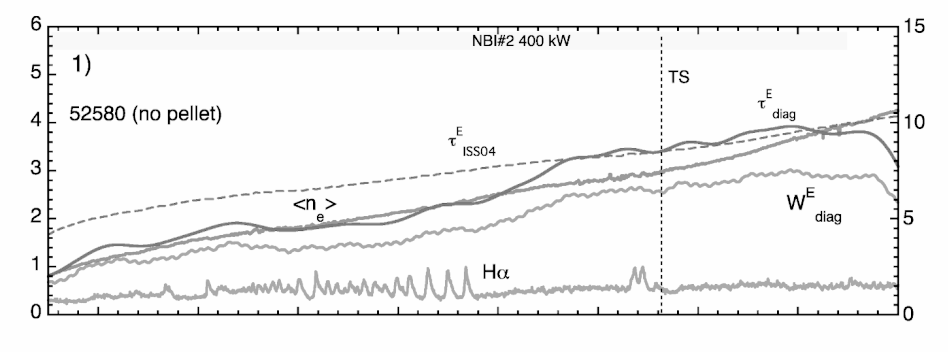 6
15
NBI#2 400 kW
1)
5
TS
52580 (no pellet)
τ^E_diag
4
10
τ^E_ISS04
3
<n_e>
W^E_diag
2
5
1
Hα
0
0